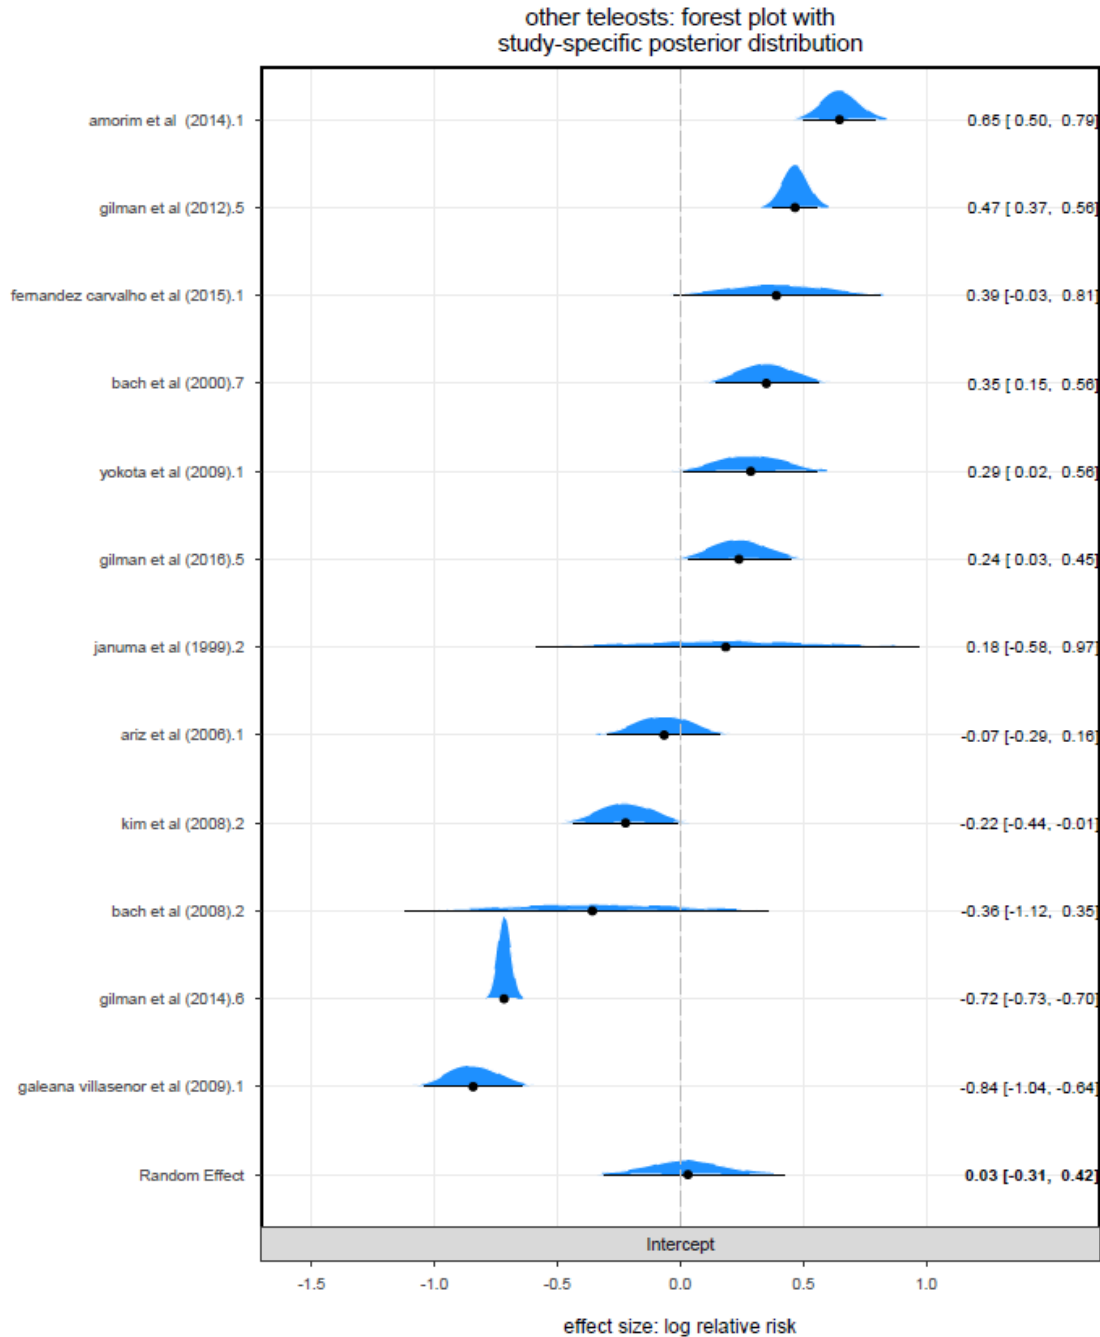 other teleosts: forest plot with
study-specific posterior distribution
amorim et al (2014).1 0.65 [ 0.50, 0.79]
gilman et al (2012).5 0.47 [ 0.37, 0.56]
fernandez carvalho et al (2015).1 0.39 [-0.03, 0.81]
bach et al (2000).7 0.35 [ 0.15, 0.56]
yokota et al (2009).1 0.29 [ 0.02, 0.56]
gilman et al (2016).5 0.24 [ 0.03, 0.45]
januma et al (1999).2 0.18 [-0.58, 0.97]
ariz et al (2006).1 -0.07 [-0.29, 0.16]
kim et al (2008).2 -0.22 [-0.44, -0.01]
bach et al (2008).2 -0.36 [-1.12, 0.35]
gilman et al (2014).6 -0.72 [-0.73, -0.70]
galeana villasenor et al (2009).1 -0.84 [-1.04, -0.64]
Random Effect 0.03 [-0.31, 0.42]
Intercept
-1.5 -1.0 -0.5 0.0 0.5 1.0
effect size: log relative risk